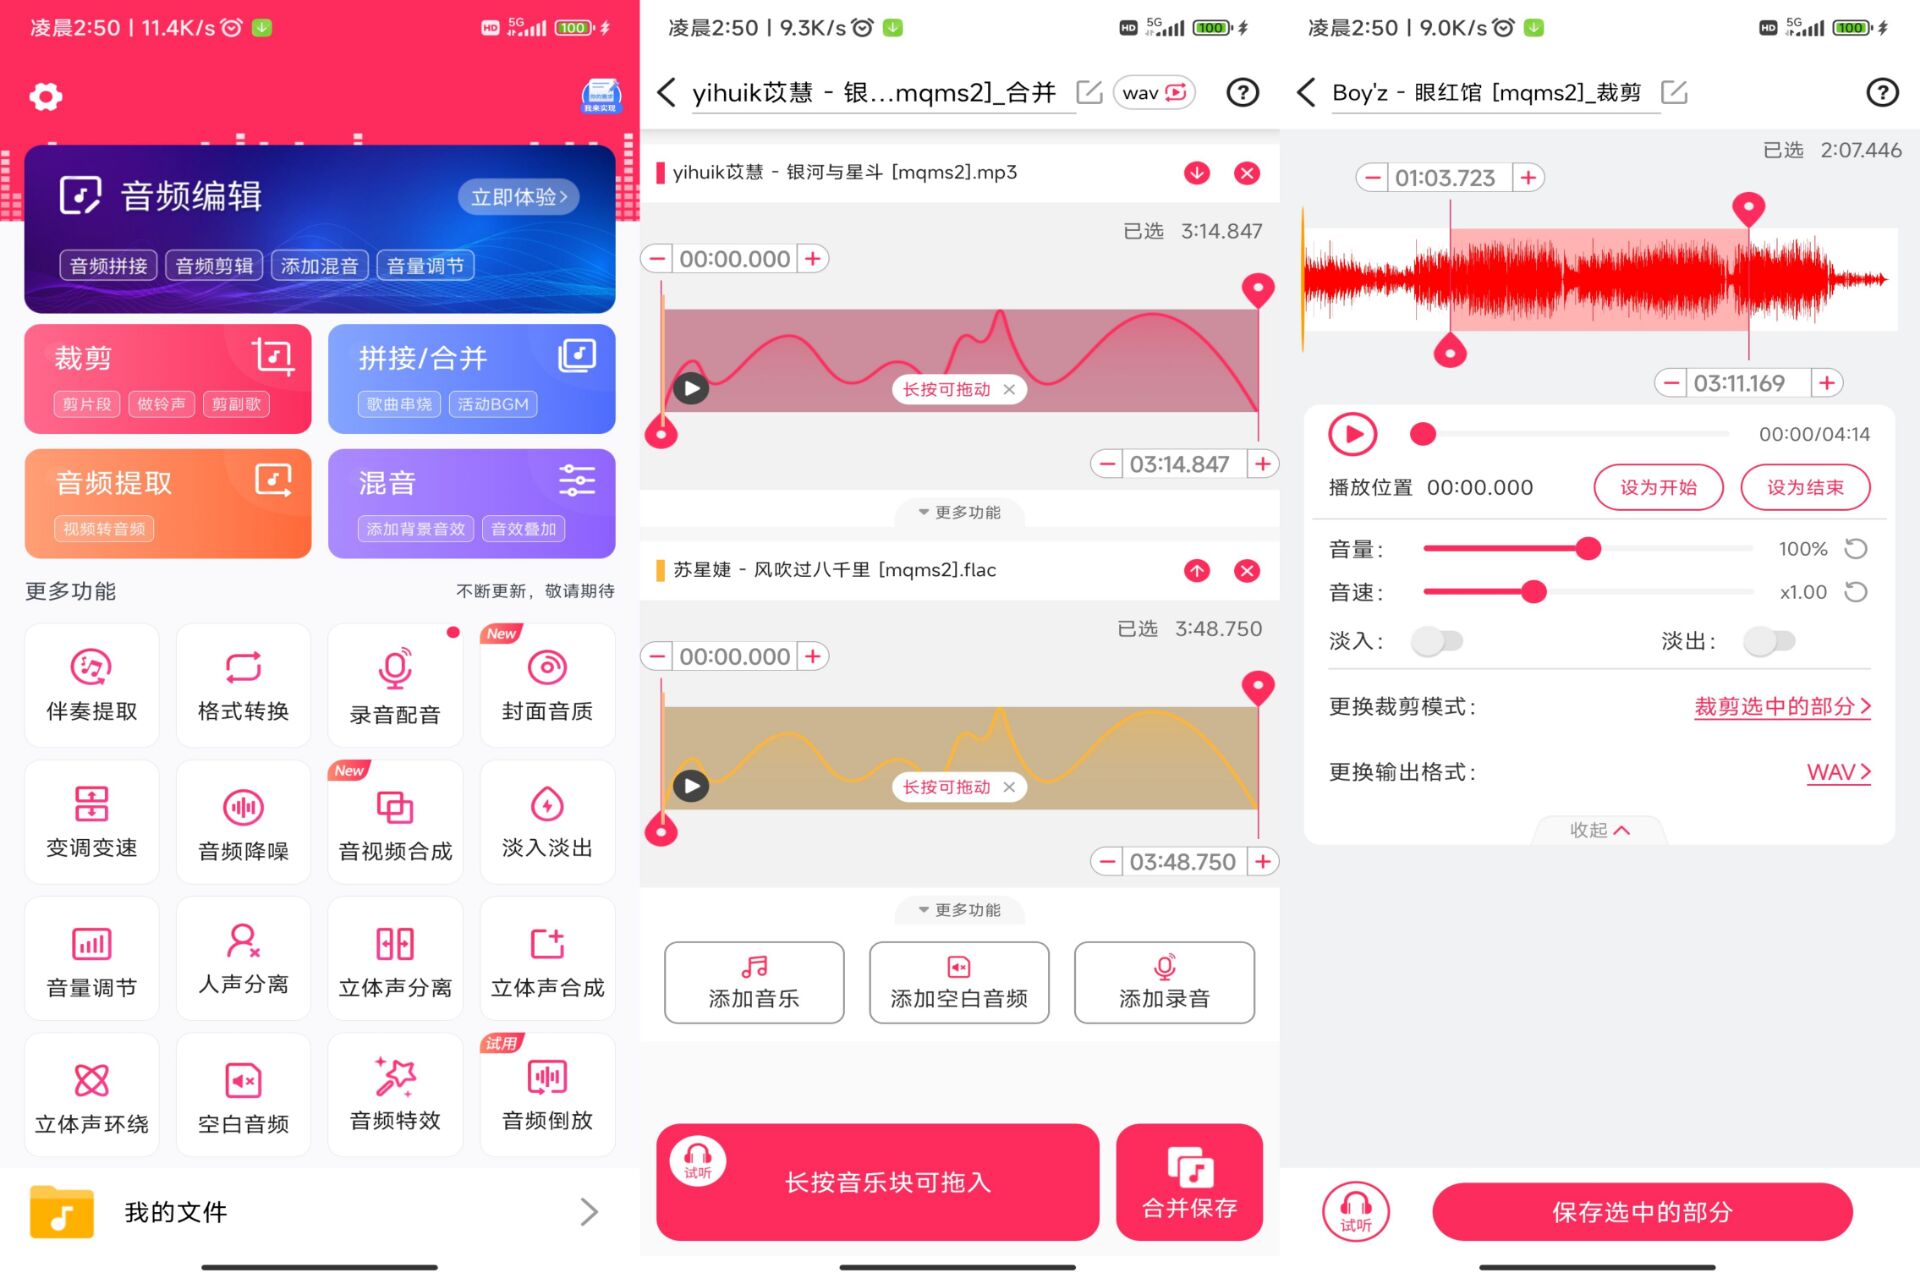 凌晨2:50 | 11.4K/s
HD 5G 100
你的需求
我来实现
音频编辑
立即体验>
音频拼接 音频剪辑 添加混音 音量调节
裁剪
剪片段 做铃声 剪副歌
拼接/合并
歌曲串烧 活动BGM
音频提取
视频转音频
混音
添加背景音效 音效叠加
更多功能
不断更新，敬请期待
伴奏提取
格式转换
录音配音
New
封面音质
变调变速
音频降噪
New
音视频合成
淡入淡出
音量调节
人声分离
立体声分离
立体声合成
立体声环绕
空白音频
音频特效
试用
音频倒放
我的文件
凌晨2:50 | 9.3K/s
HD 5G 100
yihuik苡慧 - 银...mqms2]_合并
wav
?
yihuik苡慧 - 银河与星斗 [mqms2].mp3
已选 3:14.847
− 00:00.000 +
长按可拖动 ×
− 03:14.847 +
更多功能
苏星婕 - 风吹过八千里 [mqms2].flac
已选 3:48.750
− 00:00.000 +
长按可拖动 ×
− 03:48.750 +
更多功能
添加音乐
添加空白音频
添加录音
试听
长按音乐块可拖入
合并保存
凌晨2:50 | 9.0K/s
HD 5G 100
Boy'z - 眼红馆 [mqms2]_裁剪
?
已选 2:07.446
− 01:03.723 +
− 03:11.169 +
00:00/04:14
播放位置 00:00.000
设为开始
设为结束
音量： 100%
音速： x1.00
淡入： 淡出：
更换裁剪模式： 裁剪选中的部分>
更换输出格式： WAV>
收起
试听
保存选中的部分